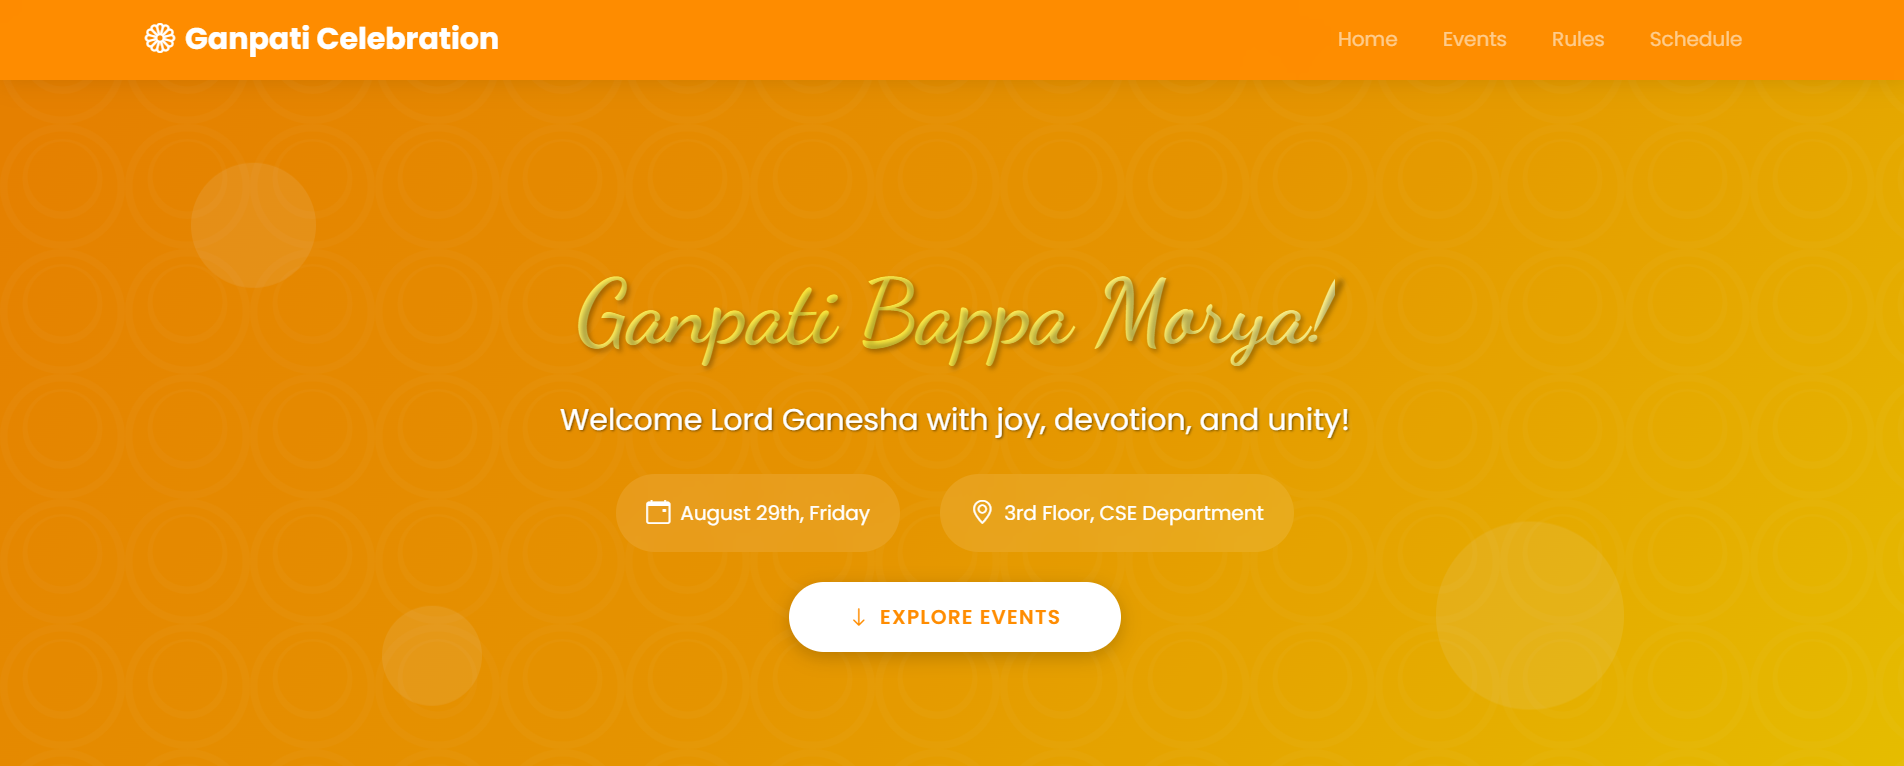 Ganpati Celebration
Home Events Rules Schedule
Ganpati Bappa Morya!
Welcome Lord Ganesha with joy, devotion, and unity!
August 29th, Friday
3rd Floor, CSE Department
EXPLORE EVENTS